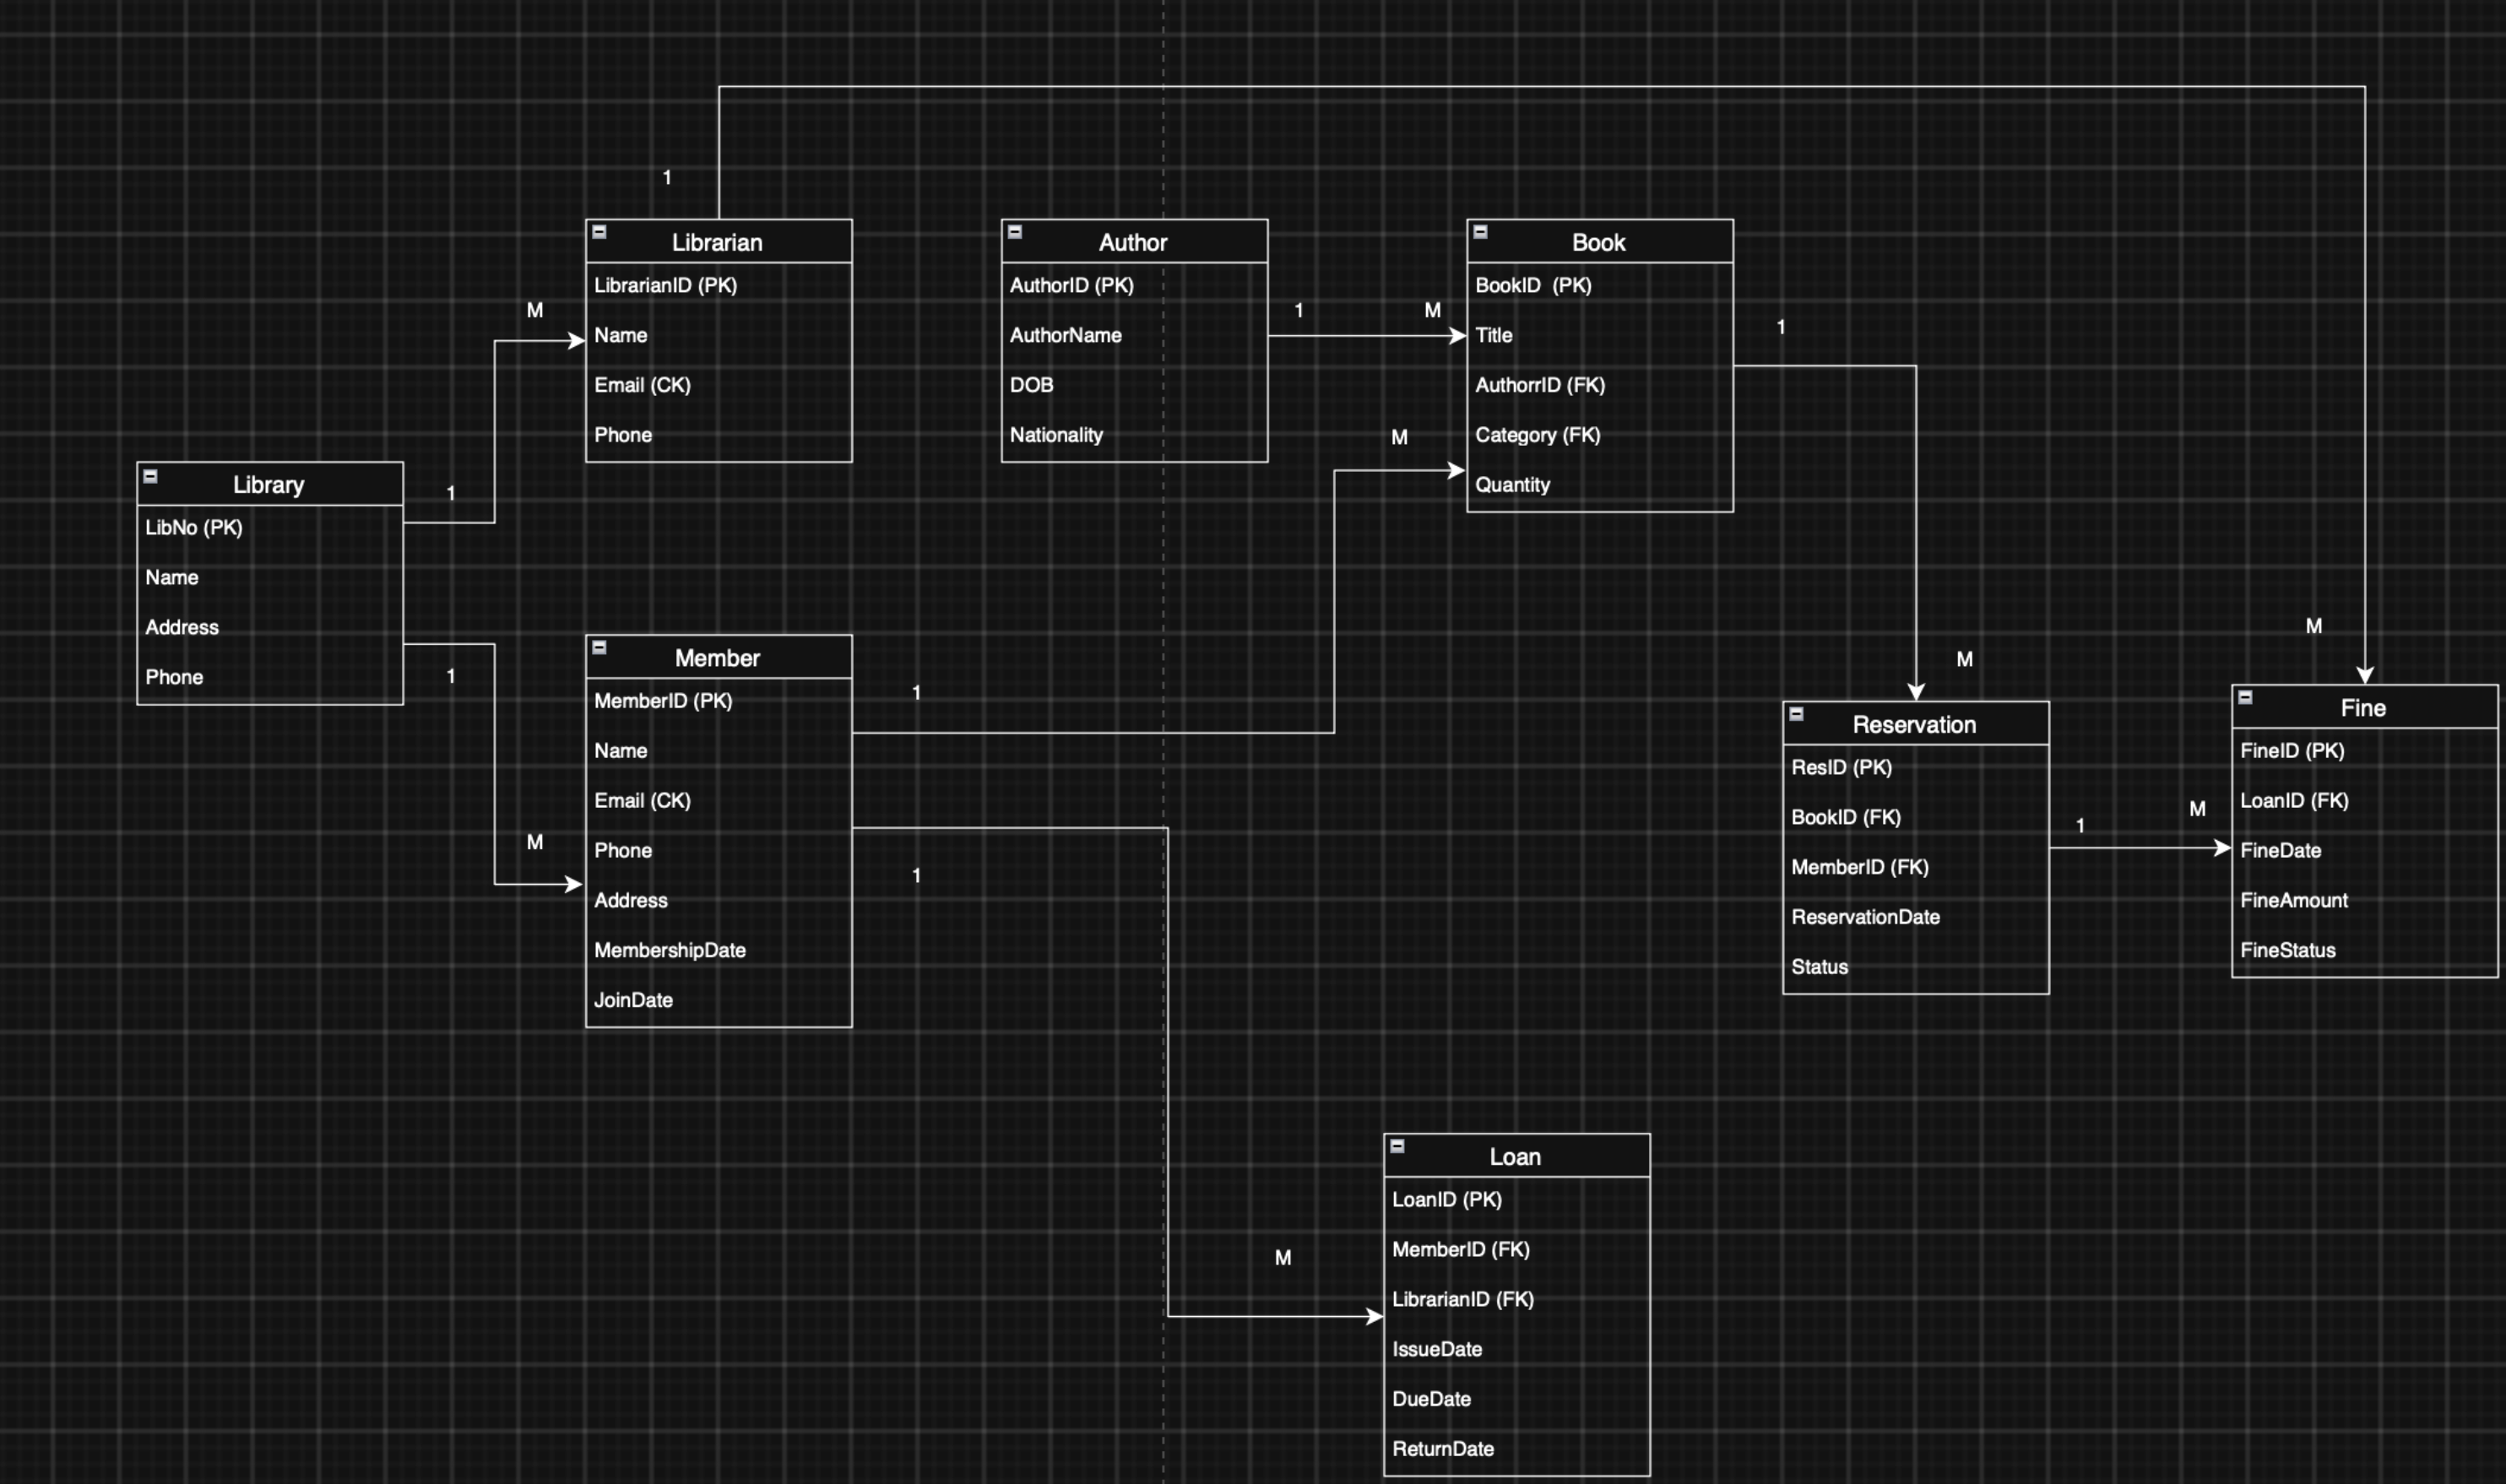 1
Librarian
LibrarianID (PK)
Name
Email (CK)
Phone
Author
AuthorID (PK)
AuthorName
DOB
Nationality
1
M
Book
BookID  (PK)
Title
AuthorrID (FK)
Category (FK)
Quantity
1
M
M
Library
LibNo (PK)
Name
Address
Phone
1
1
M
M
Member
MemberID (PK)
Name
Email (CK)
Phone
Address
MembershipDate
JoinDate
1
1
M
Reservation
ResID (PK)
BookID (FK)
MemberID (FK)
ReservationDate
Status
1
M
M
Fine
FineID (PK)
LoanID (FK)
FineDate
FineAmount
FineStatus
M
Loan
LoanID (PK)
MemberID (FK)
LibrarianID (FK)
IssueDate
DueDate
ReturnDate